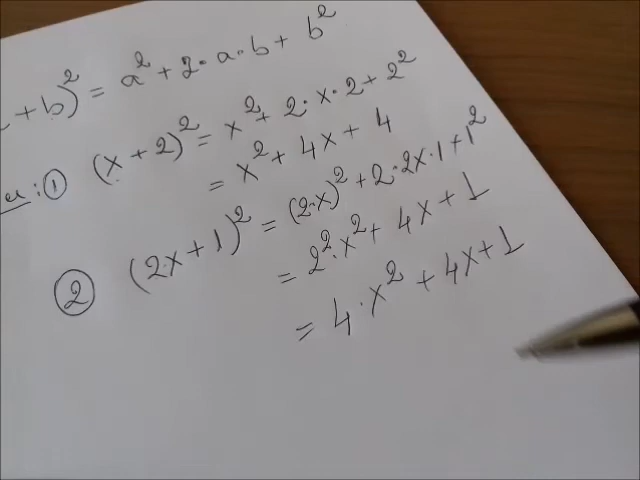 + b)² = a² + 2·a·b + b²
: ① (x + 2)² = x² + 2·x·2 + 2²
= x² + 4x + 4
② (2·x + 1)² = (2·x)² + 2·2x·1 + 1²
= 2²·x² + 4x + 1
= 4·x² + 4x + 1